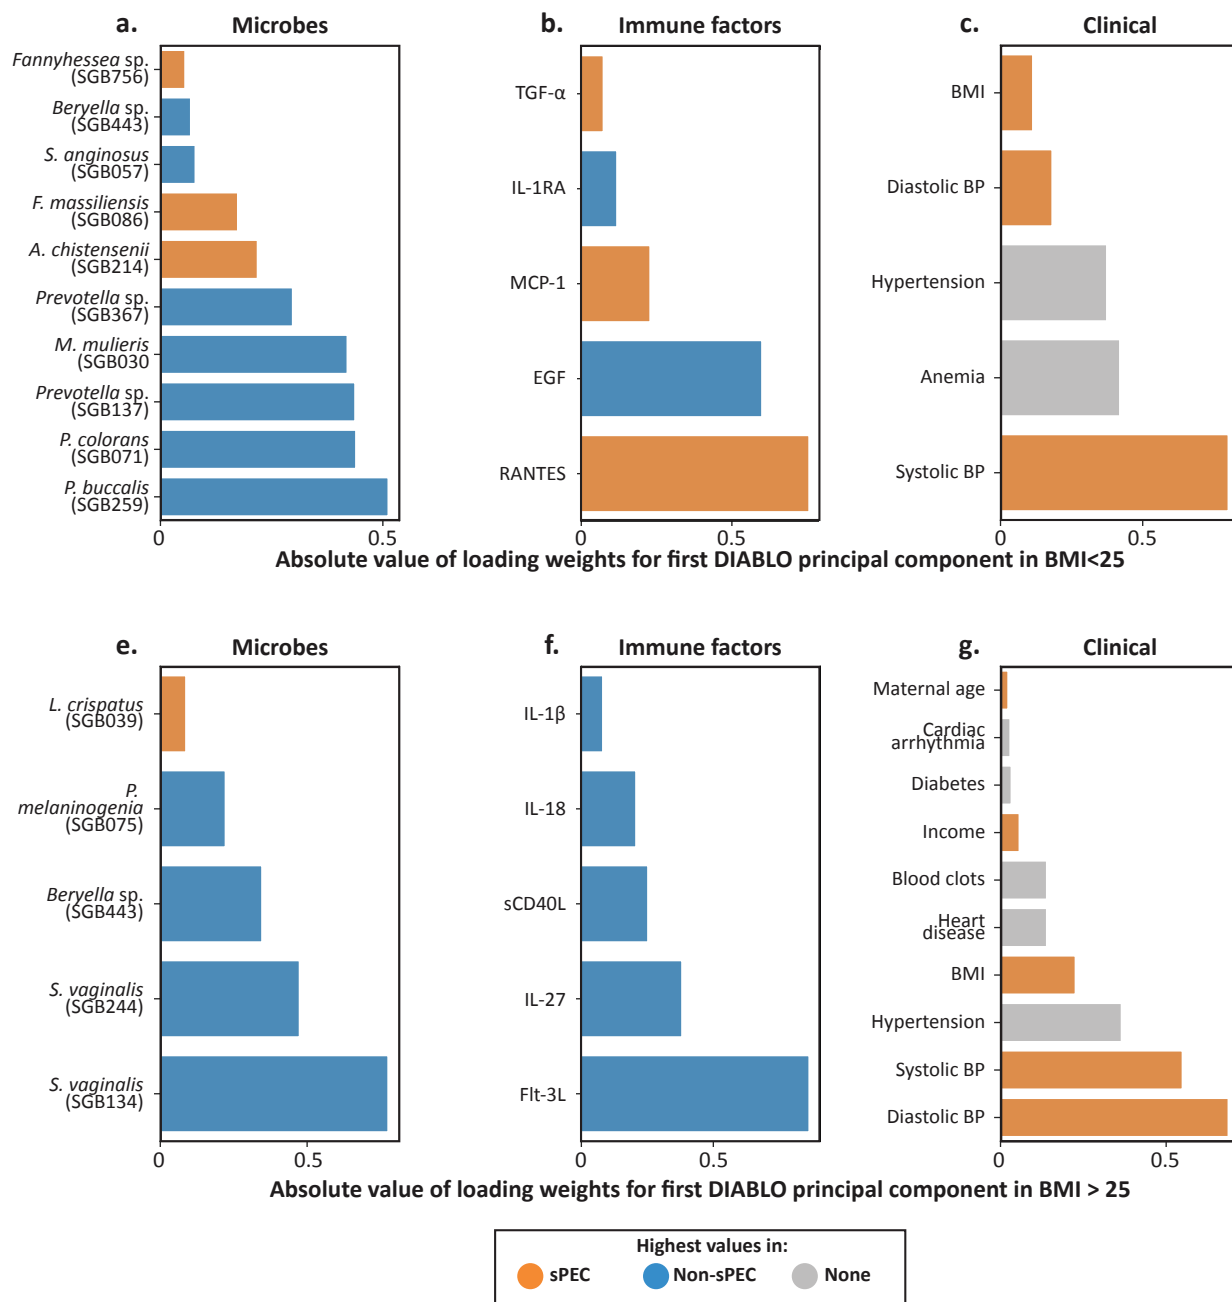 a.
Microbes
Fannyhessea sp.
(SGB756)
Beryella sp.
(SGB443)
S. anginosus
(SGB057)
F. massiliensis
(SGB086)
A. chistensenii
(SGB214)
Prevotella sp.
(SGB367)
M. mulieris
(SGB030
Prevotella sp.
(SGB137)
P. colorans
(SGB071)
P. buccalis
(SGB259)
0
0.5
b.
Immune factors
TGF-α
IL-1RA
MCP-1
EGF
RANTES
0
0.5
c.
Clinical
BMI
Diastolic BP
Hypertension
Anemia
Systolic BP
0
0.5
Absolute value of loading weights for first DIABLO principal component in BMI<25
e.
Microbes
L. crispatus
(SGB039)
P.
melaninogenia
(SGB075)
Beryella sp.
(SGB443)
S. vaginalis
(SGB244)
S. vaginalis
(SGB134)
0
0.5
f.
Immune factors
IL-1β
IL-18
sCD40L
IL-27
Flt-3L
0
0.5
g.
Clinical
Maternal age
Cardiac
arrhythmia
Diabetes
Income
Blood clots
Heart
disease
BMI
Hypertension
Systolic BP
Diastolic BP
0
0.5
Absolute value of loading weights for first DIABLO principal component in BMI > 25
Highest values in:
sPEC
Non-sPEC
None